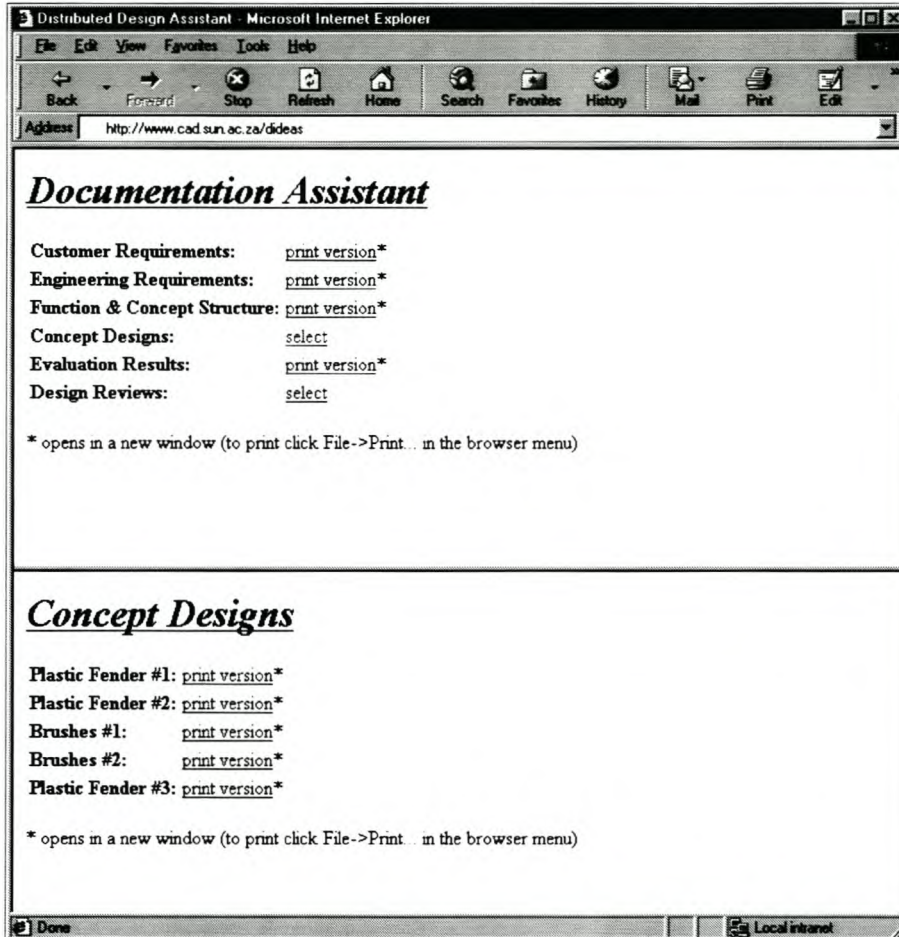 Distributed Design Assistant - Microsoft Internet Explorer
File Edit View Favorites Tools Help
Back Forward Stop Refresh Home Search Favorites History Mail Print Edit
Address http://www.cad.sun.ac.za/dideas
Documentation Assistant
Customer Requirements: print version*
Engineering Requirements: print version*
Function & Concept Structure: print version*
Concept Designs: select
Evaluation Results: print version*
Design Reviews: select
* opens in a new window (to print click File->Print... in the browser menu)
Concept Designs
Plastic Fender #1: print version*
Plastic Fender #2: print version*
Brushes #1: print version*
Brushes #2: print version*
Plastic Fender #3: print version*
* opens in a new window (to print click File->Print... in the browser menu)
Done Local intranet